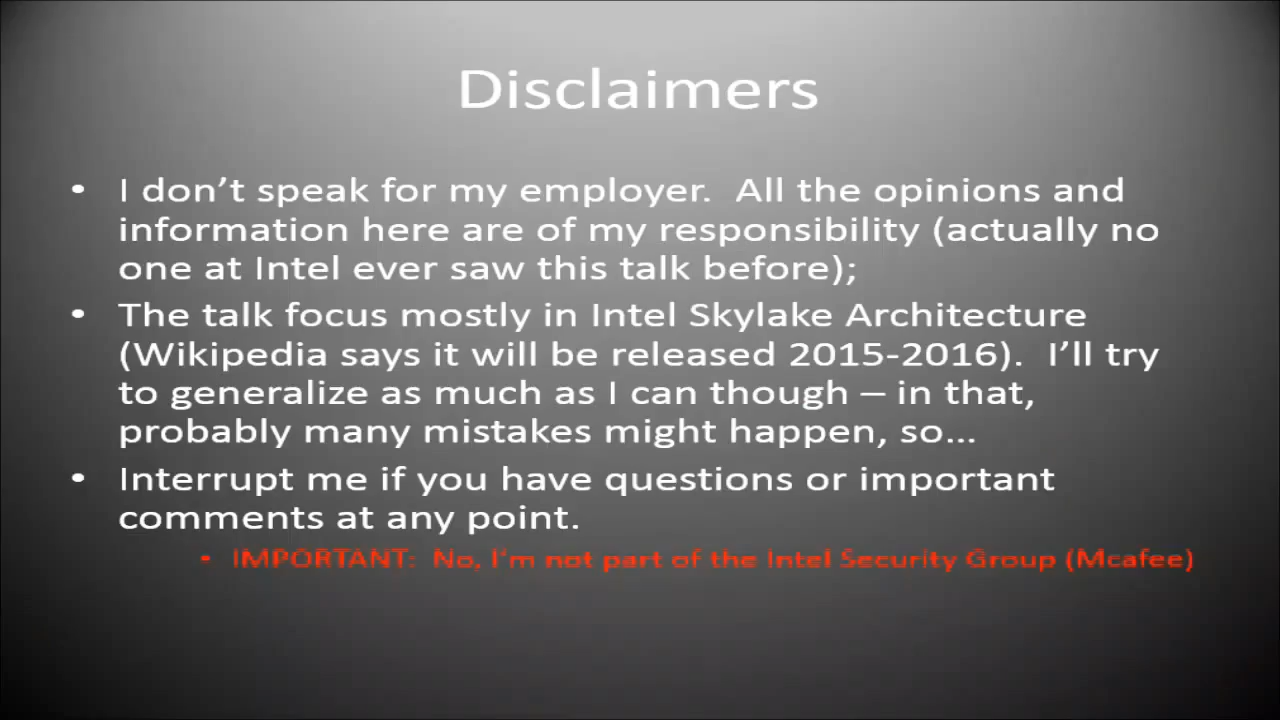 Disclaimers
• I don't speak for my employer.  All the opinions and
information here are of my responsibility (actually no
one at Intel ever saw this talk before);
• The talk focus mostly in Intel Skylake Architecture
(Wikipedia says it will be released 2015-2016).  I'll try
to generalize as much as I can though – in that,
probably many mistakes might happen, so…
• Interrupt me if you have questions or important
comments at any point.
• IMPORTANT:  No, I'm not part of the Intel Security Group (Mcafee)